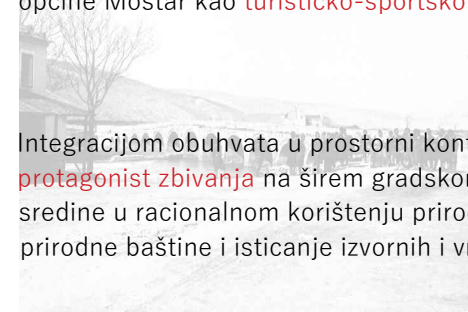 općine Mostar kao turističko-sportsko
Integracijom obuhvata u prostorni kon
protagonist zbivanja na širem gradsko
sredine u racionalnom korištenju priro
prirodne baštine i isticanje izvornih i v